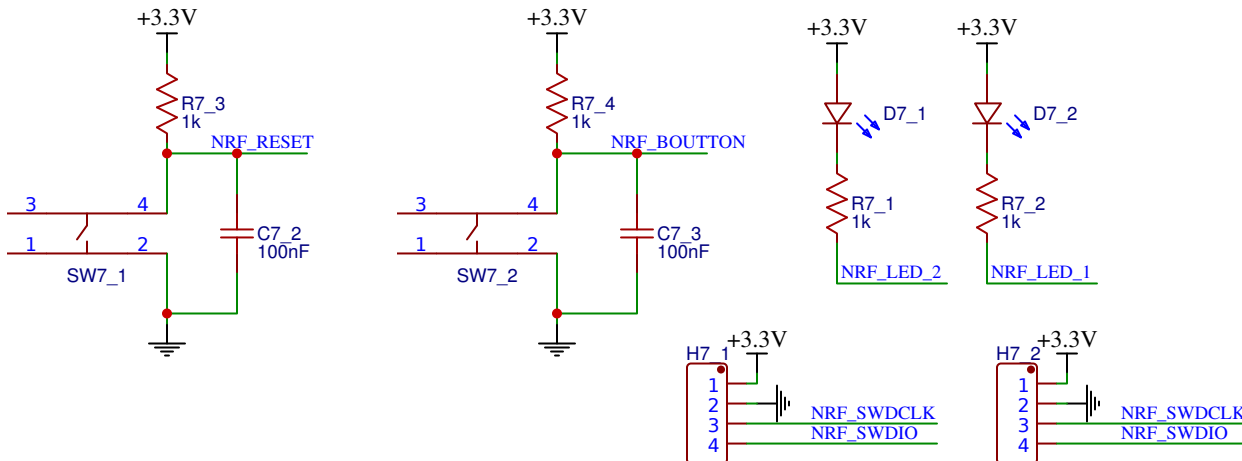 +3.3V
R7_3
1k
NRF_RESET
3
4
1
2
SW7_1
C7_2
100nF
+3.3V
R7_4
1k
NRF_BOUTTON
3
4
1
2
SW7_2
C7_3
100nF
+3.3V
D7_1
R7_1
1k
NRF_LED_2
+3.3V
D7_2
R7_2
1k
NRF_LED_1
H7_1
+3.3V
1
2
3
4
NRF_SWDCLK
NRF_SWDIO
H7_2
+3.3V
1
2
3
4
NRF_SWDCLK
NRF_SWDIO